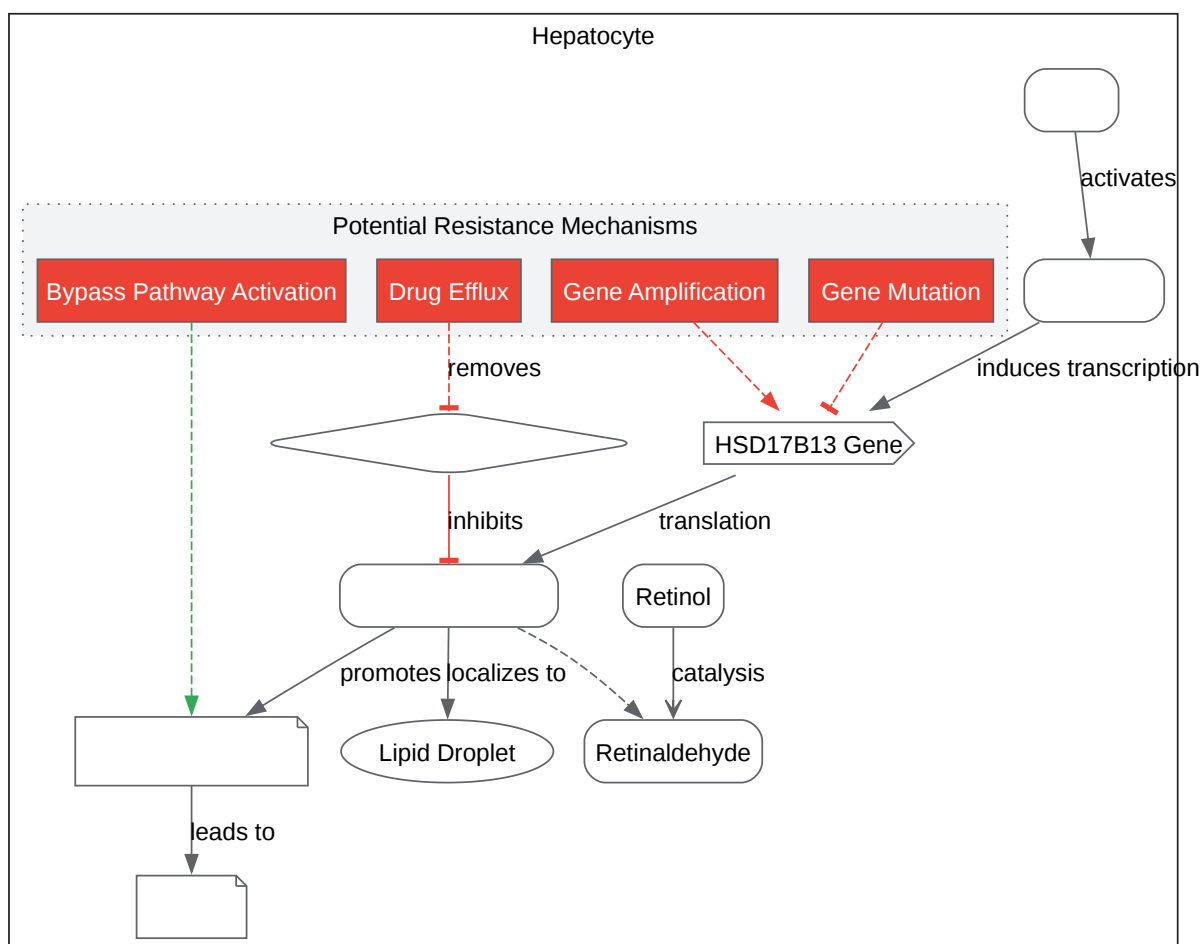 Hepatocyte
activates
Potential Resistance Mechanisms
Bypass Pathway Activation
Drug Efflux
Gene Amplification
Gene Mutation
removes
induces transcription
HSD17B13 Gene
inhibits
translation
Retinol
promotes
localizes to
catalysis
Lipid Droplet
Retinaldehyde
leads to